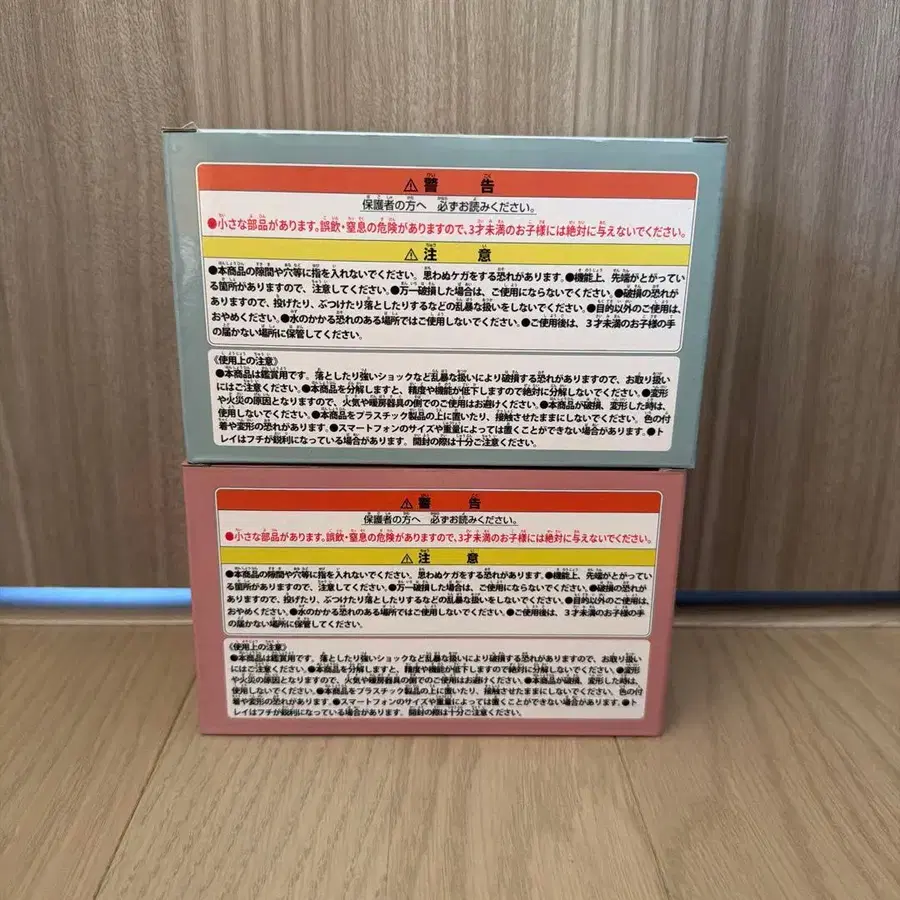 ⚠警告
保護者の方へ 必ずお読みください。
●小さな部品があります。誤飲・窒息の危険がありますので、3才未満のお子様には絶対に与えないでください。
⚠注意
●本商品の隙間や穴等に指を入れないでください。思わぬケガをする恐れがあります。●機能上、先端がとがってい
る箇所がありますので、注意してください。●万一破損した場合は、ご使用にならないでください。●破損の恐れが
ありますので、投げたり、ぶつけたり落としたりするなどの乱暴な扱いをしないでください。●目的以外のご使用は、
おやめください。●水のかかる恐れのある場所ではご使用しないでください。●ご使用後は、3才未満のお子様の手
の届かない場所に保管してください。
《使用上の注意》
●本商品は鑑賞用です。落としたり強いショックなど乱暴な扱いにより破損する恐れがありますので、お取り扱い
にはご注意ください。●本商品を分解しますと、精度や機能が低下しますので絶対に分解しないでください。●変形
や火災の原因となりますので、火気や暖房器具の側でのご使用はお避けください。●本商品が破損、変形した時は、
使用しないでください。●本商品をプラスチック製品の上に置いたり、接触させたままにしないでください。色の付
着や変形の恐れがあります。●スマートフォンのサイズや重量によっては置くことができない場合があります。●ト
レイはフチが鋭利になっている場合があります。開封の際は十分ご注意ください。
⚠警告
保護者の方へ 必ずお読みください。
●小さな部品があります。誤飲・窒息の危険がありますので、3才未満のお子様には絶対に与えないでください。
⚠注意
●本商品の隙間や穴等に指を入れないでください。思わぬケガをする恐れがあります。●機能上、先端がとがってい
る箇所がありますので、注意してください。●万一破損した場合は、ご使用にならないでください。●破損の恐れが
ありますので、投げたり、ぶつけたり落としたりするなどの乱暴な扱いをしないでください。●目的以外のご使用は、
おやめください。●水のかかる恐れのある場所ではご使用しないでください。●ご使用後は、3才未満のお子様の手
の届かない場所に保管してください。
《使用上の注意》
●本商品は鑑賞用です。落としたり強いショックなど乱暴な扱いにより破損する恐れがありますので、お取り扱い
にはご注意ください。●本商品を分解しますと、精度や機能が低下しますので絶対に分解しないでください。●変形
や火災の原因となりますので、火気や暖房器具の側でのご使用はお避けください。●本商品が破損、変形した時は、
使用しないでください。●本商品をプラスチック製品の上に置いたり、接触させたままにしないでください。色の付
着や変形の恐れがあります。●スマートフォンのサイズや重量によっては置くことができない場合があります。●ト
レイはフチが鋭利になっている場合があります。開封の際は十分ご注意ください。